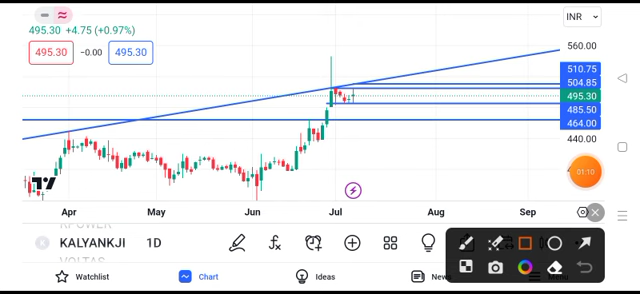 INR
495.30 +4.75 (+0.97%)
495.30 −0.00 495.30
560.00
510.75
504.85
495.30
485.50
464.00
440.00
01:10
Apr May Jun Jul Aug Sep
KALYANKJI 1D
VOLTAS
Watchlist Chart Ideas News